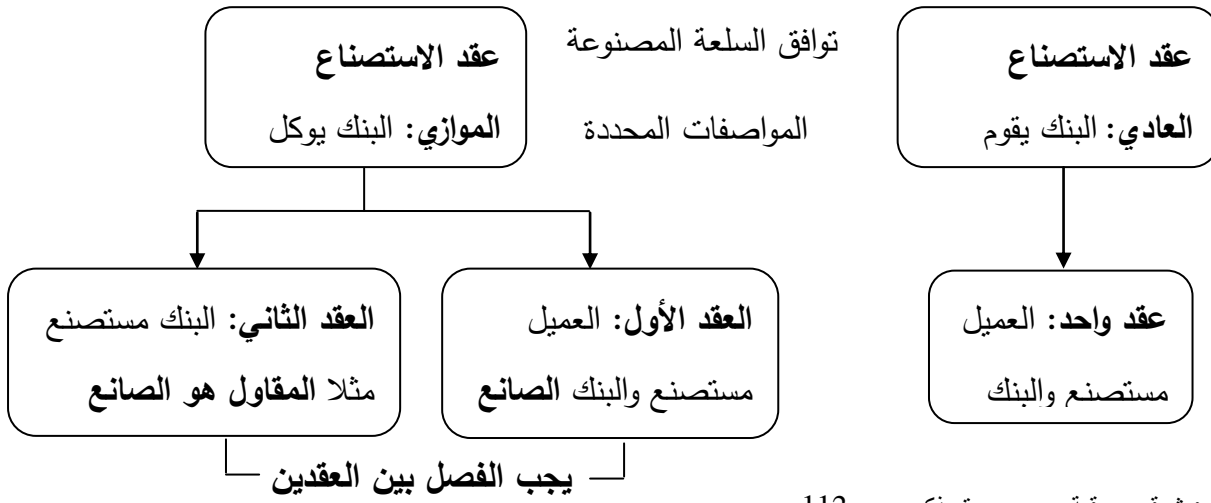 عقد الاستصناع
العادي: البنك يقوم
توافق السلعة المصنوعة
المواصفات المحددة
عقد الاستصناع
الموازي: البنك يوكل
عقد واحد: العميل
مستصنع والبنك
العقد الأول: العميل
مستصنع والبنك الصانع
العقد الثاني: البنك مستصنع
مثلا المقاول هو الصانع
يجب الفصل بين العقدين
112